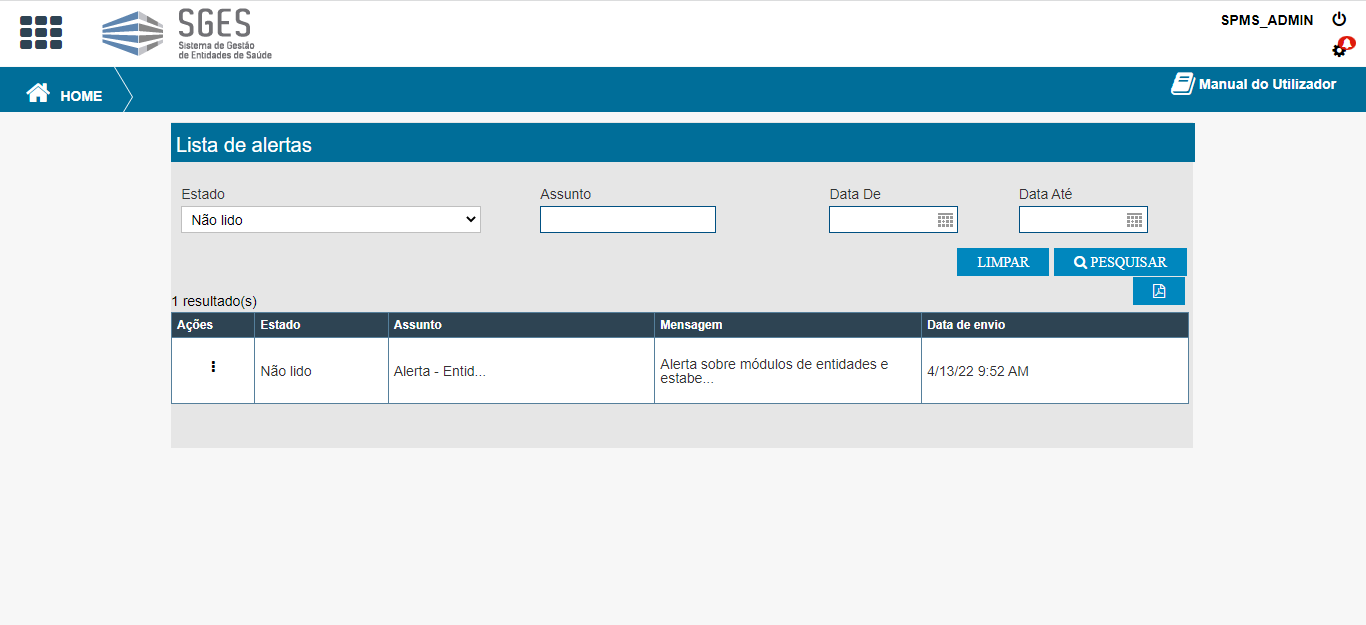 SGES
Sistema de Gestão
de Entidades de Saúde
SPMS_ADMIN
HOME
Manual do Utilizador
Lista de alertas
Estado
Assunto
Data De
Data Até
Não lido
LIMPAR
PESQUISAR
1 resultado(s)
Ações
Estado
Assunto
Mensagem
Data de envio
Não lido
Alerta - Entid...
Alerta sobre módulos de entidades e
estabe...
4/13/22 9:52 AM